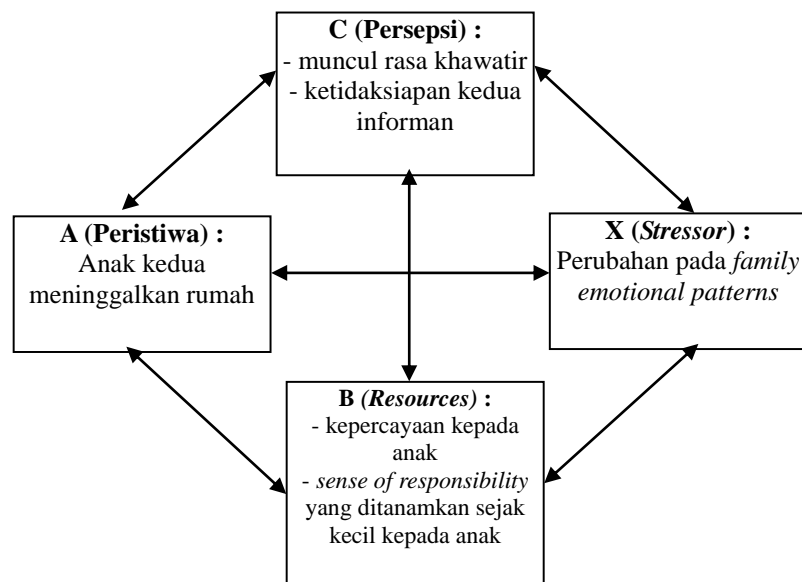 C (Persepsi) :
- muncul rasa khawatir
- ketidaksiapan kedua
informan
A (Peristiwa) :
Anak kedua
meninggalkan rumah
X (Stressor) :
Perubahan pada family
emotional patterns
B (Resources) :
- kepercayaan kepada
anak
- sense of responsibility
yang ditanamkan sejak
kecil kepada anak